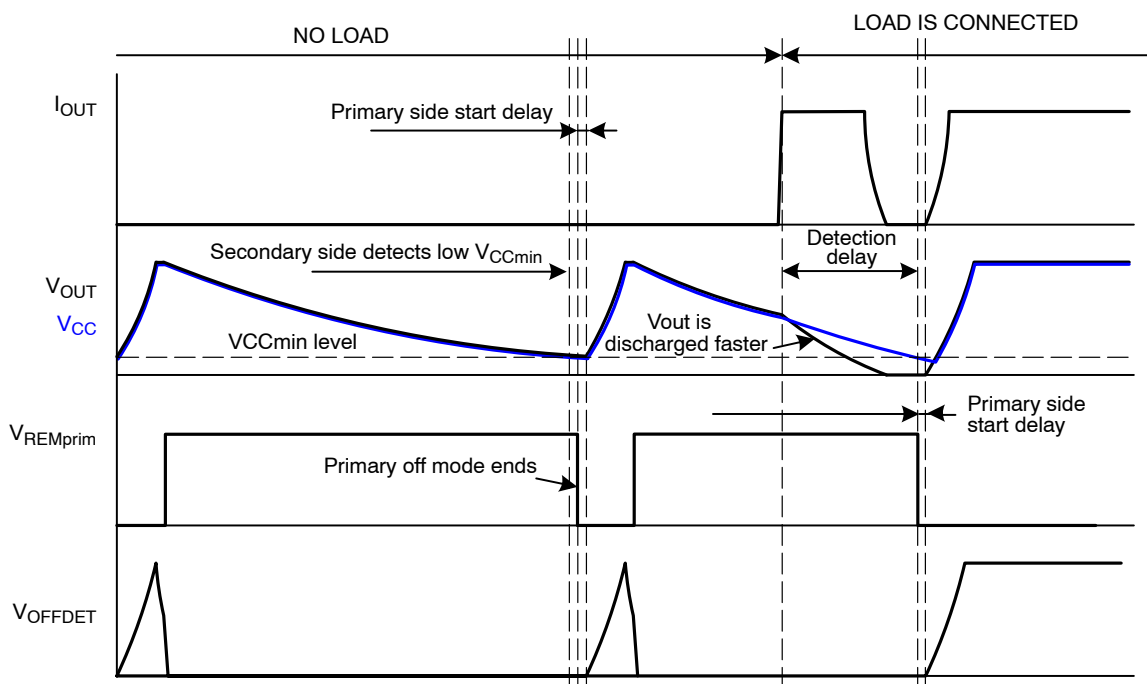 NO LOAD
LOAD IS CONNECTED
IOUT
Primary side start delay
Secondary side detects low VCCmin
Detection
delay
VOUT
VCC
VCCmin level
Vout is
discharged faster
VREMprim
Primary side
start delay
Primary off mode ends
VOFFDET